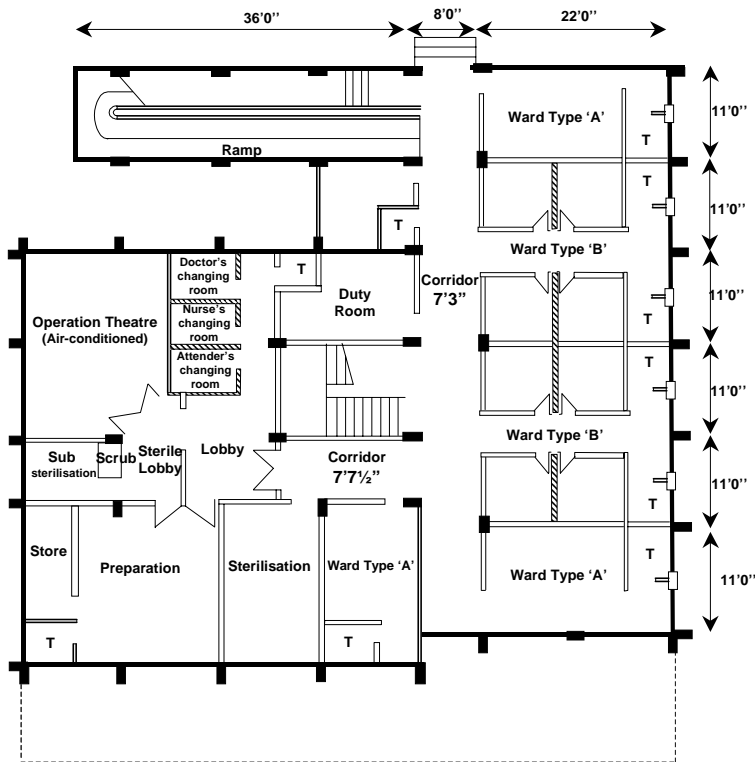 36'0''
8'0''
22'0''
Ward Type ‘A’
T
11'0''
Ramp
T
11'0''
T
Ward Type ‘B’
T
Doctor’s
changing
room
Nurse’s
changing
room
Attender’s
changing
room
Duty
Room
Corridor
7’3”
11'0''
T
Operation Theatre
(Air-conditioned)
11'0''
T
Ward Type ‘B’
Sub
sterilisation
Scrub
Sterile
Lobby
Lobby
Corridor
7’7½”
11'0''
T
Store
Preparation
Sterilisation
Ward Type ‘A’
T
Ward Type ‘A’
11'0''
T
T